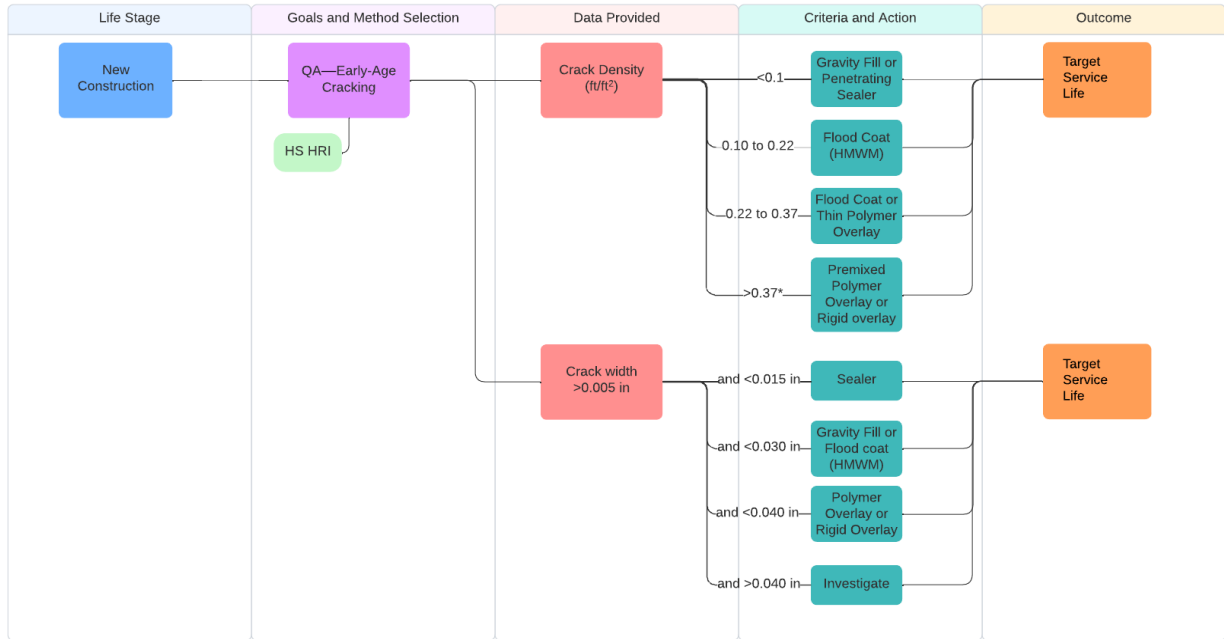 Life Stage
Goals and Method Selection
Data Provided
Criteria and Action
Outcome
New
Construction
QA—Early-Age
Cracking
HS HRI
Crack Density
(ft/ft²)
<0.1
Gravity Fill or
Penetrating
Sealer
Target
Service
Life
0.10 to 0.22
Flood Coat
(HMWM)
0.22 to 0.37
Flood Coat or
Thin Polymer
Overlay
>0.37*
Premixed
Polymer
Overlay or
Rigid overlay
Crack width
>0.005 in
and <0.015 in
Sealer
Target
Service
Life
and <0.030 in
Gravity Fill or
Flood coat
(HMWM)
and <0.040 in
Polymer
Overlay or
Rigid Overlay
and >0.040 in
Investigate